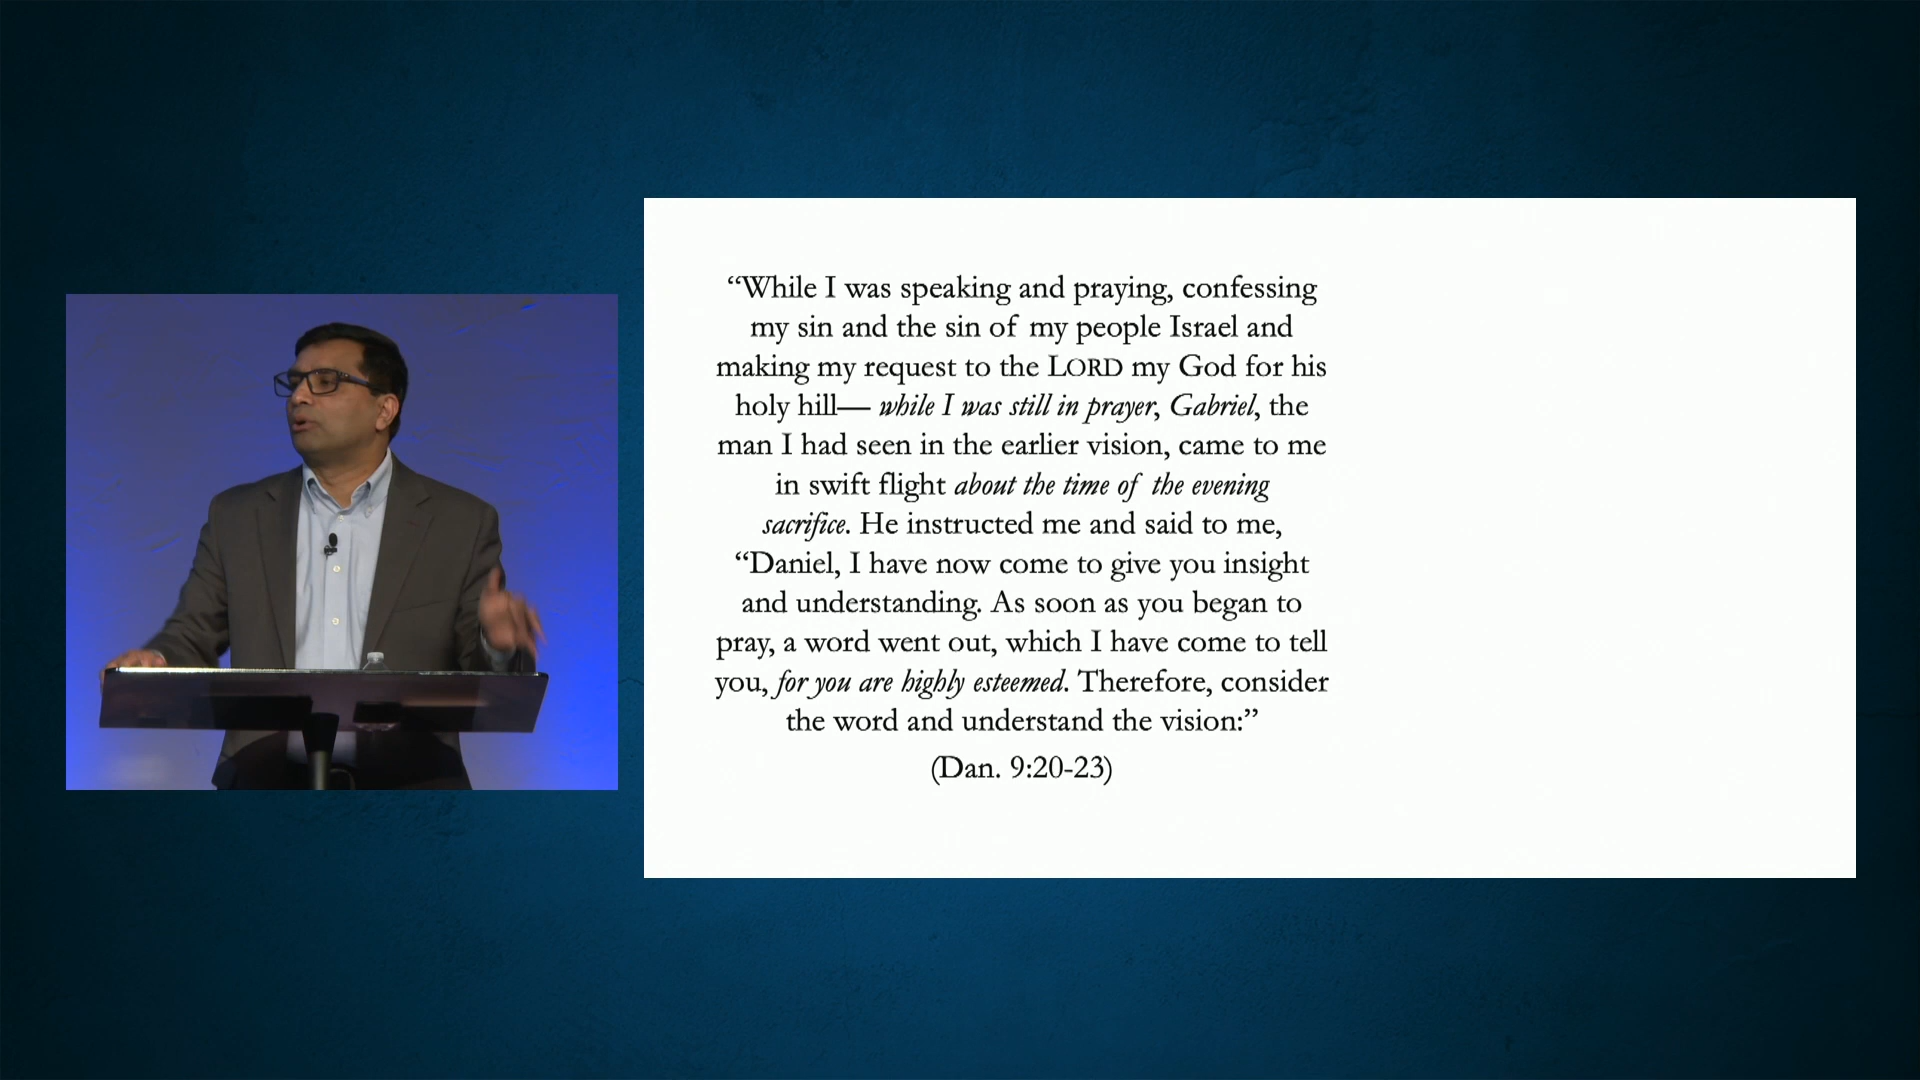 “While I was speaking and praying, confessing
my sin and the sin of my people Israel and
making my request to the LORD my God for his
holy hill— while I was still in prayer, Gabriel, the
man I had seen in the earlier vision, came to me
in swift flight about the time of the evening
sacrifice. He instructed me and said to me,
“Daniel, I have now come to give you insight
and understanding. As soon as you began to
pray, a word went out, which I have come to tell
you, for you are highly esteemed. Therefore, consider
the word and understand the vision:”
(Dan. 9:20-23)